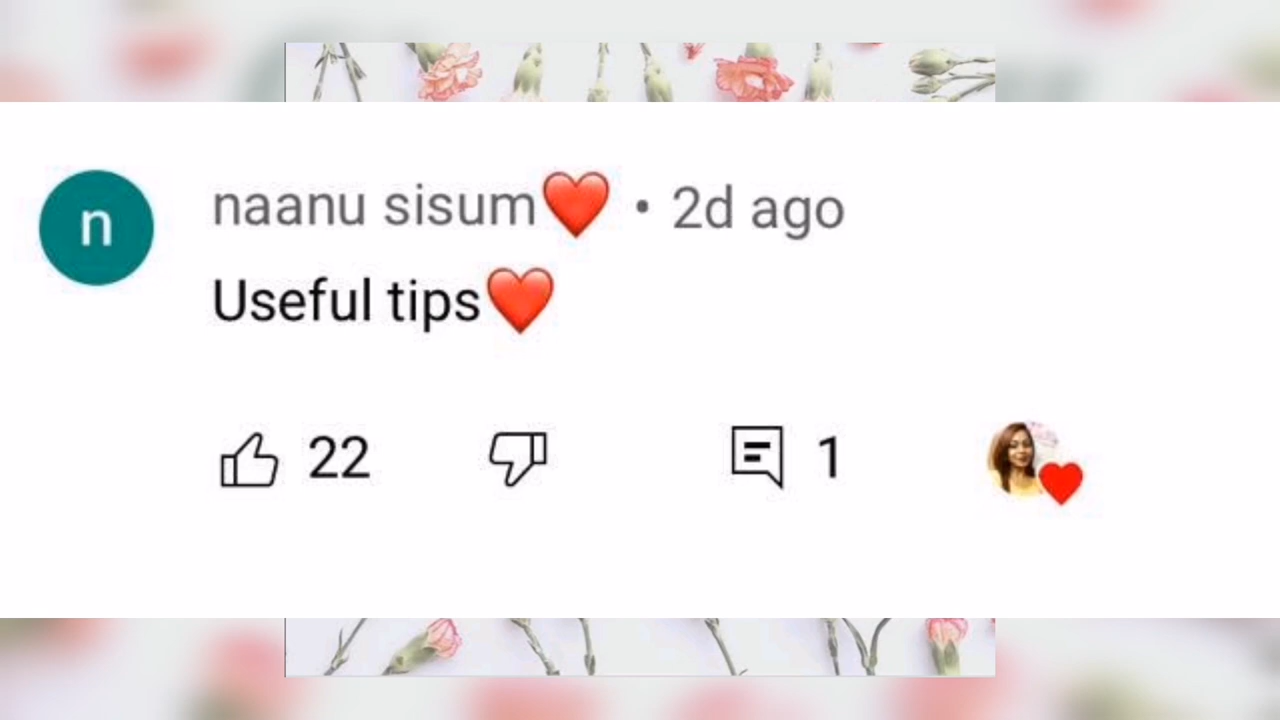 n
naanu sisum❤️ • 2d ago
Useful tips❤️
22
1